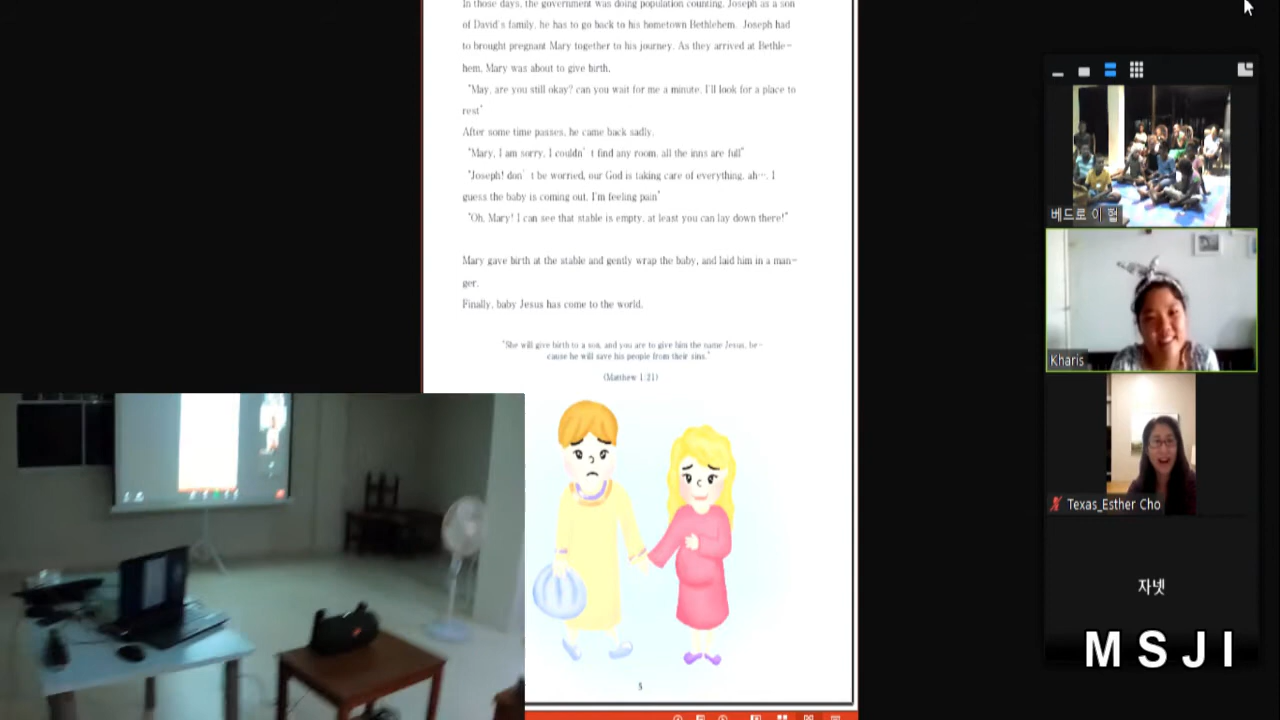 In those days, the government was doing population counting. Joseph as a son
of David's family, he has to go back to his hometown Bethlehem. Joseph had
to brought pregnant Mary together to his journey. As they arrived at Bethle-
hem, Mary was about to give birth.
"May, are you still okay? can you wait for me a minute, I'll look for a place to
rest"
After some time passes, he came back sadly.
"Mary, I am sorry, I couldn't find any room, all the inns are full"
"Joseph! don't be worried, our God is taking care of everything, ah…, I
guess the baby is coming out, I'm feeling pain"
"Oh, Mary! I can see that stable is empty, at least you can lay down there!"
Mary gave birth at the stable and gently wrap the baby, and laid him in a man-
ger.
Finally, baby Jesus has come to the world.
"She will give birth to a son, and you are to give him the name Jesus, be-
cause he will save his people from their sins."
(Matthew 1:21)
5
베드로 이 협
Kharis
Texas_Esther Cho
자넷
MSJI